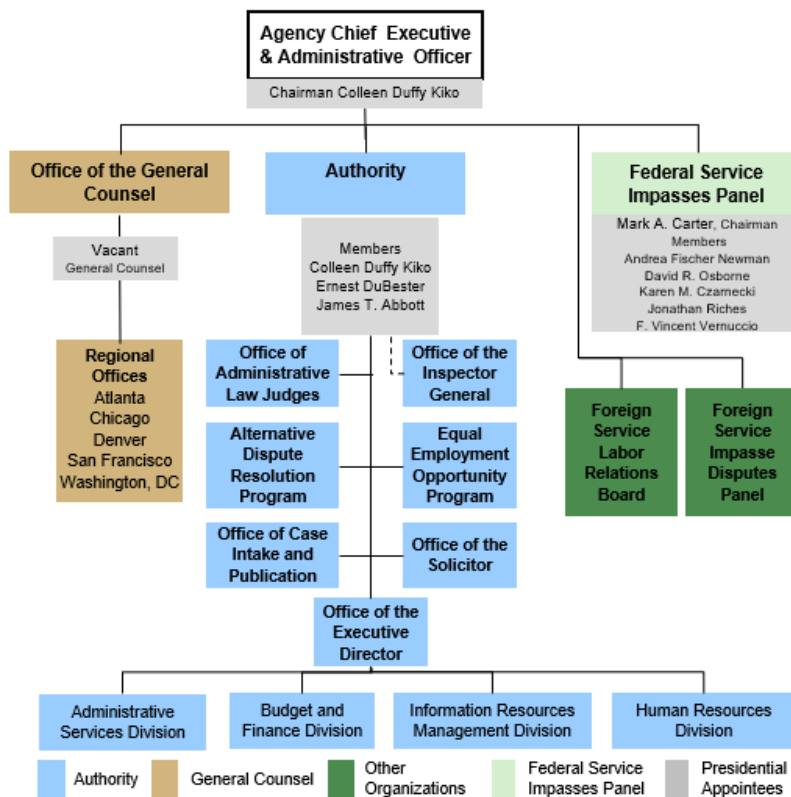 Agency Chief Executive
& Administrative Officer
Chairman Colleen Duffy Kiko
Office of the General
Counsel
Vacant
General Counsel
Regional
Offices
Atlanta
Chicago
Denver
San Francisco
Washington, DC
Authority
Members
Colleen Duffy Kiko
Ernest DuBester
James T. Abbott
Federal Service
Impasses Panel
Mark A. Carter, Chairman
Members
Andrea Fischer Newman
David R. Osborne
Karen M. Czarnecki
Jonathan Riches
F. Vincent Vernuccio
Office of
Administrative
Law Judges
Office of the
Inspector
General
Alternative
Dispute
Resolution
Program
Equal
Employment
Opportunity
Program
Office of Case
Intake and
Publication
Office of the
Solicitor
Foreign
Service
Labor
Relations
Board
Foreign
Service
Impasse
Disputes
Panel
Office of the
Executive
Director
Administrative
Services Division
Budget and
Finance Division
Information Resources
Management Division
Human Resources
Division
Authority
General Counsel
Other
Organizations
Federal Service
Impasses Panel
Presidential
Appointees